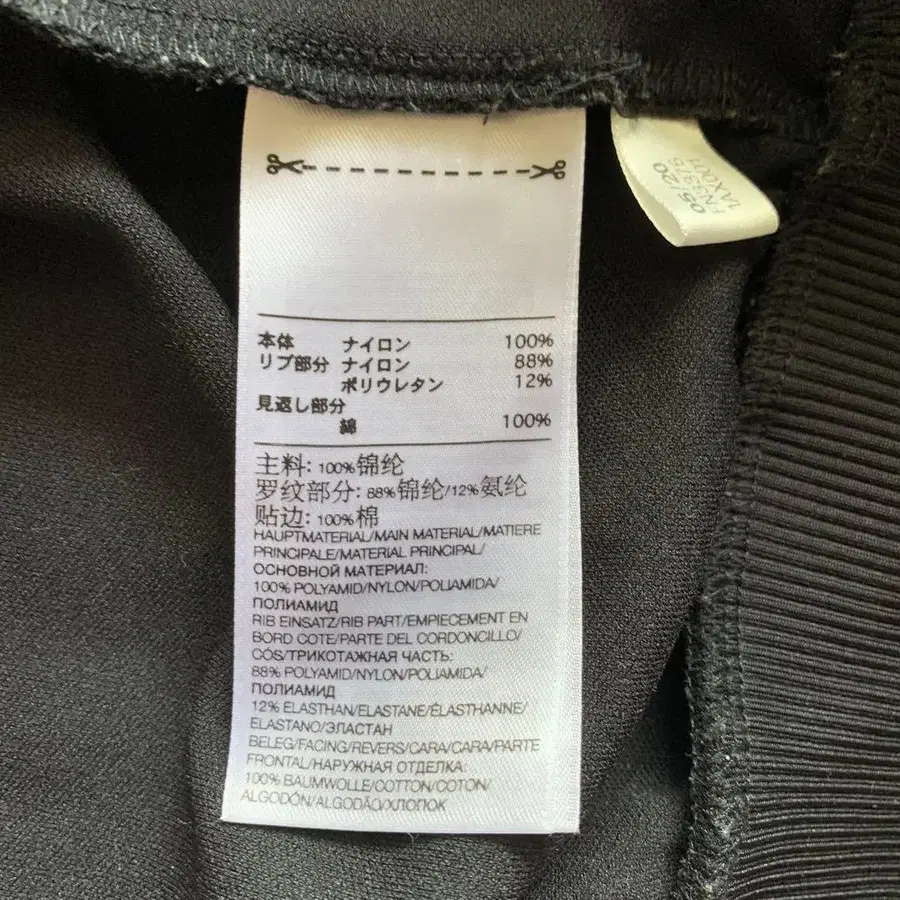 本体 ナイロン 100%
リブ部分 ナイロン 88%
ポリウレタン 12%
見返し部分
綿 100%
主料: 100%锦纶
罗纹部分: 88%锦纶/12%氨纶
贴边: 100%棉
HAUPTMATERIAL/MAIN MATERIAL/MATIERE
PRINCIPALE/MATERIAL PRINCIPAL/
ОСНОВНОЙ МАТЕРИАЛ:
100% POLYAMID/NYLON/POLIAMIDA/
ПОЛИАМИД
RIB EINSATZ/RIB PART/EMPIECEMENT EN
BORD COTE/PARTE DEL CORDONCILLO/
CÓS/ТРИКОТАЖНАЯ ЧАСТЬ:
88% POLYAMID/NYLON/POLIAMIDA/
ПОЛИАМИД
12% ELASTHAN/ELASTANE/ÉLASTHANNE/
ELASTANO/ЭЛАСТАН
BELEG/FACING/REVERS/CARA/CARA/PARTE
FRONTAL/НАРУЖНАЯ ОТДЕЛКА:
100% BAUMWOLLE/COTTON/COTON/
ALGODÓN/ALGODÃO/ХЛОПОК
05/20
1AX001